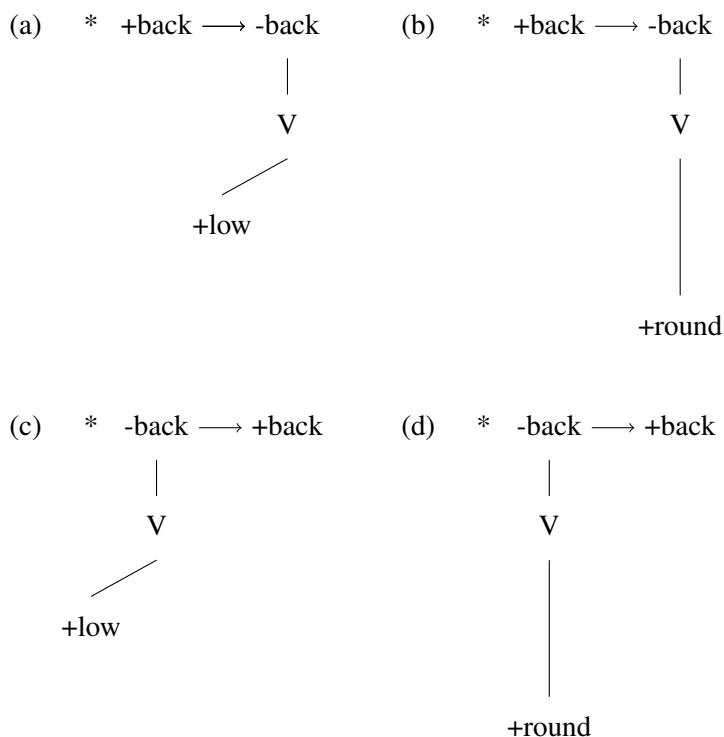 (a) * +back ⟶ -back (b) * +back ⟶ -back
V V
+low
+round
(c) * -back ⟶ +back (d) * -back ⟶ +back
V V
+low
+round